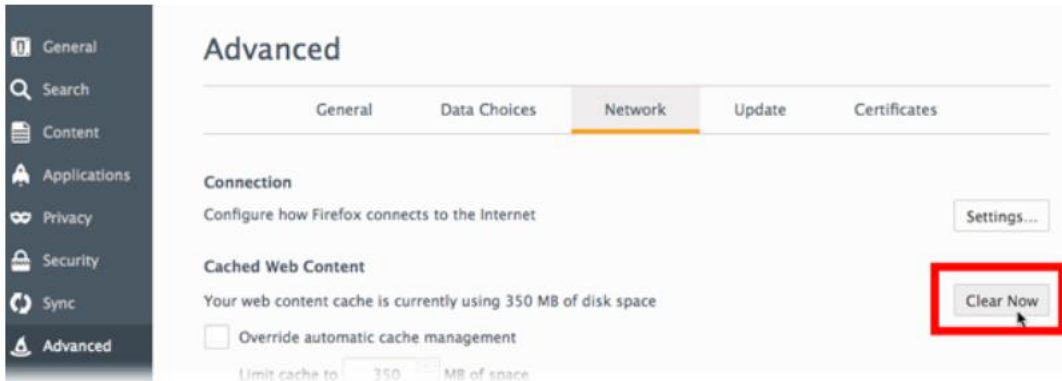 General
Search
Content
Applications
Privacy
Security
Sync
Advanced
Advanced
General Data Choices Network Update Certificates
Connection
Configure how Firefox connects to the Internet
Settings...
Cached Web Content
Your web content cache is currently using 350 MB of disk space
Clear Now
Override automatic cache management
Limit cache to 350 MB of space